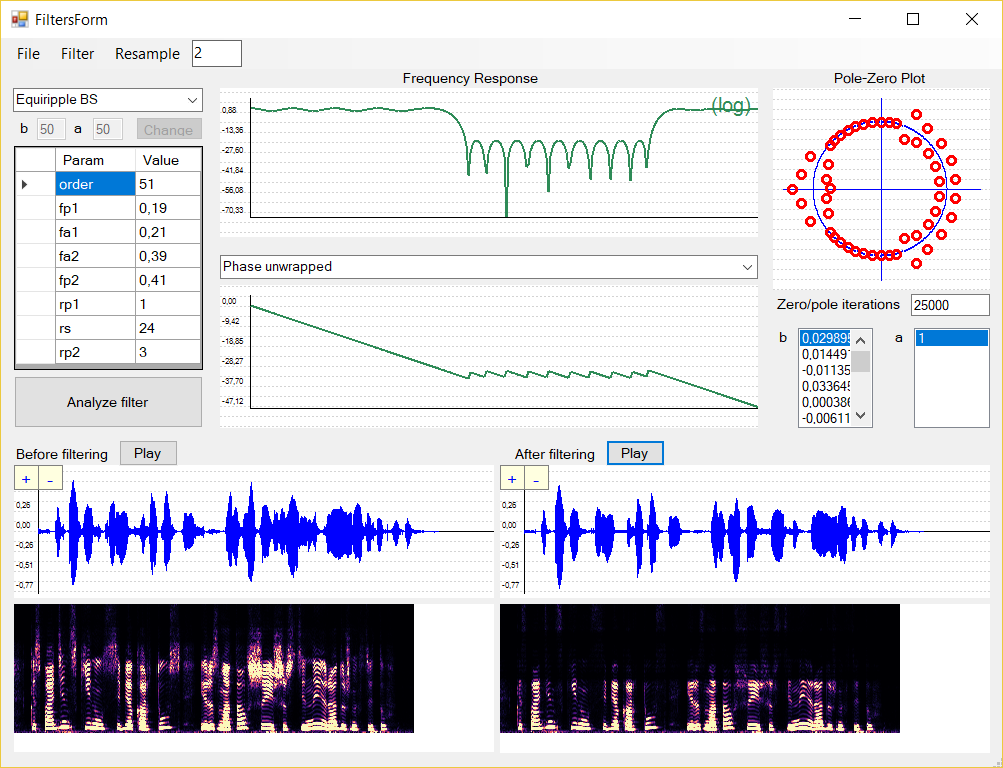 FiltersForm
File Filter Resample 2
Frequency Response
Pole-Zero Plot
Equiripple BS
b 50 a 50 Change
Param Value
order 51
fp1 0,19
fa1 0,21
fa2 0,39
fp2 0,41
rp1 1
rs 24
rp2 3
Analyze filter
(log)
0,88
-13,36
-27,60
-41,84
-56,08
-70,33
Phase unwrapped
0,00
-9,42
-18,85
-28,27
-37,70
-47,12
Zero/pole iterations 25000
b
0,029895
0,01449
-0,01135
0,033645
0,000386
-0,00611
a
1
Before filtering Play
+ -
0,26
0,00
-0,26
-0,51
-0,77
After filtering Play
+ -
0,26
0,00
-0,26
-0,51
-0,77